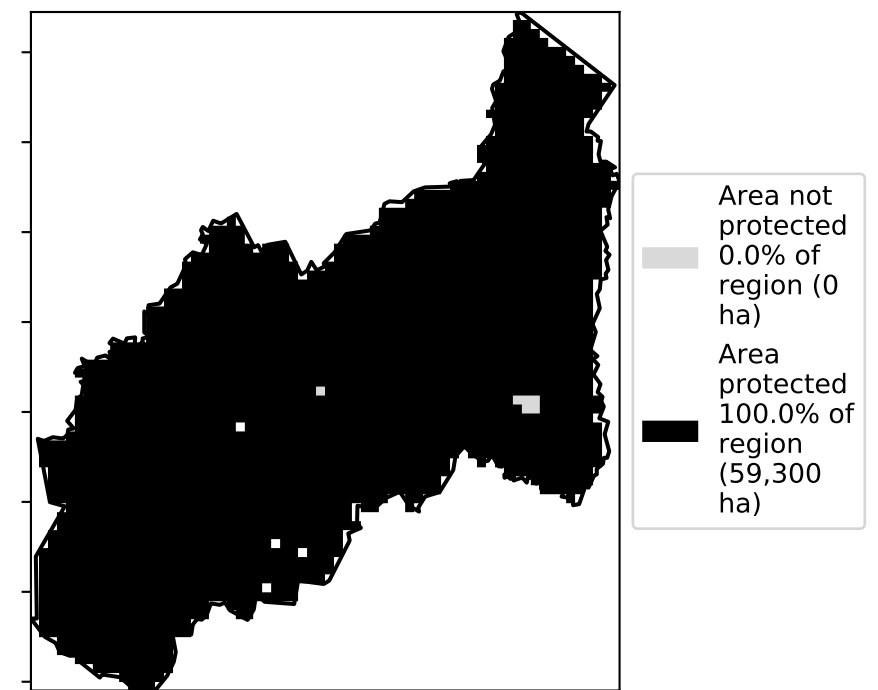 Area not
protected
0.0% of
region (0
ha)
Area
protected
100.0% of
region
(59,300
ha)